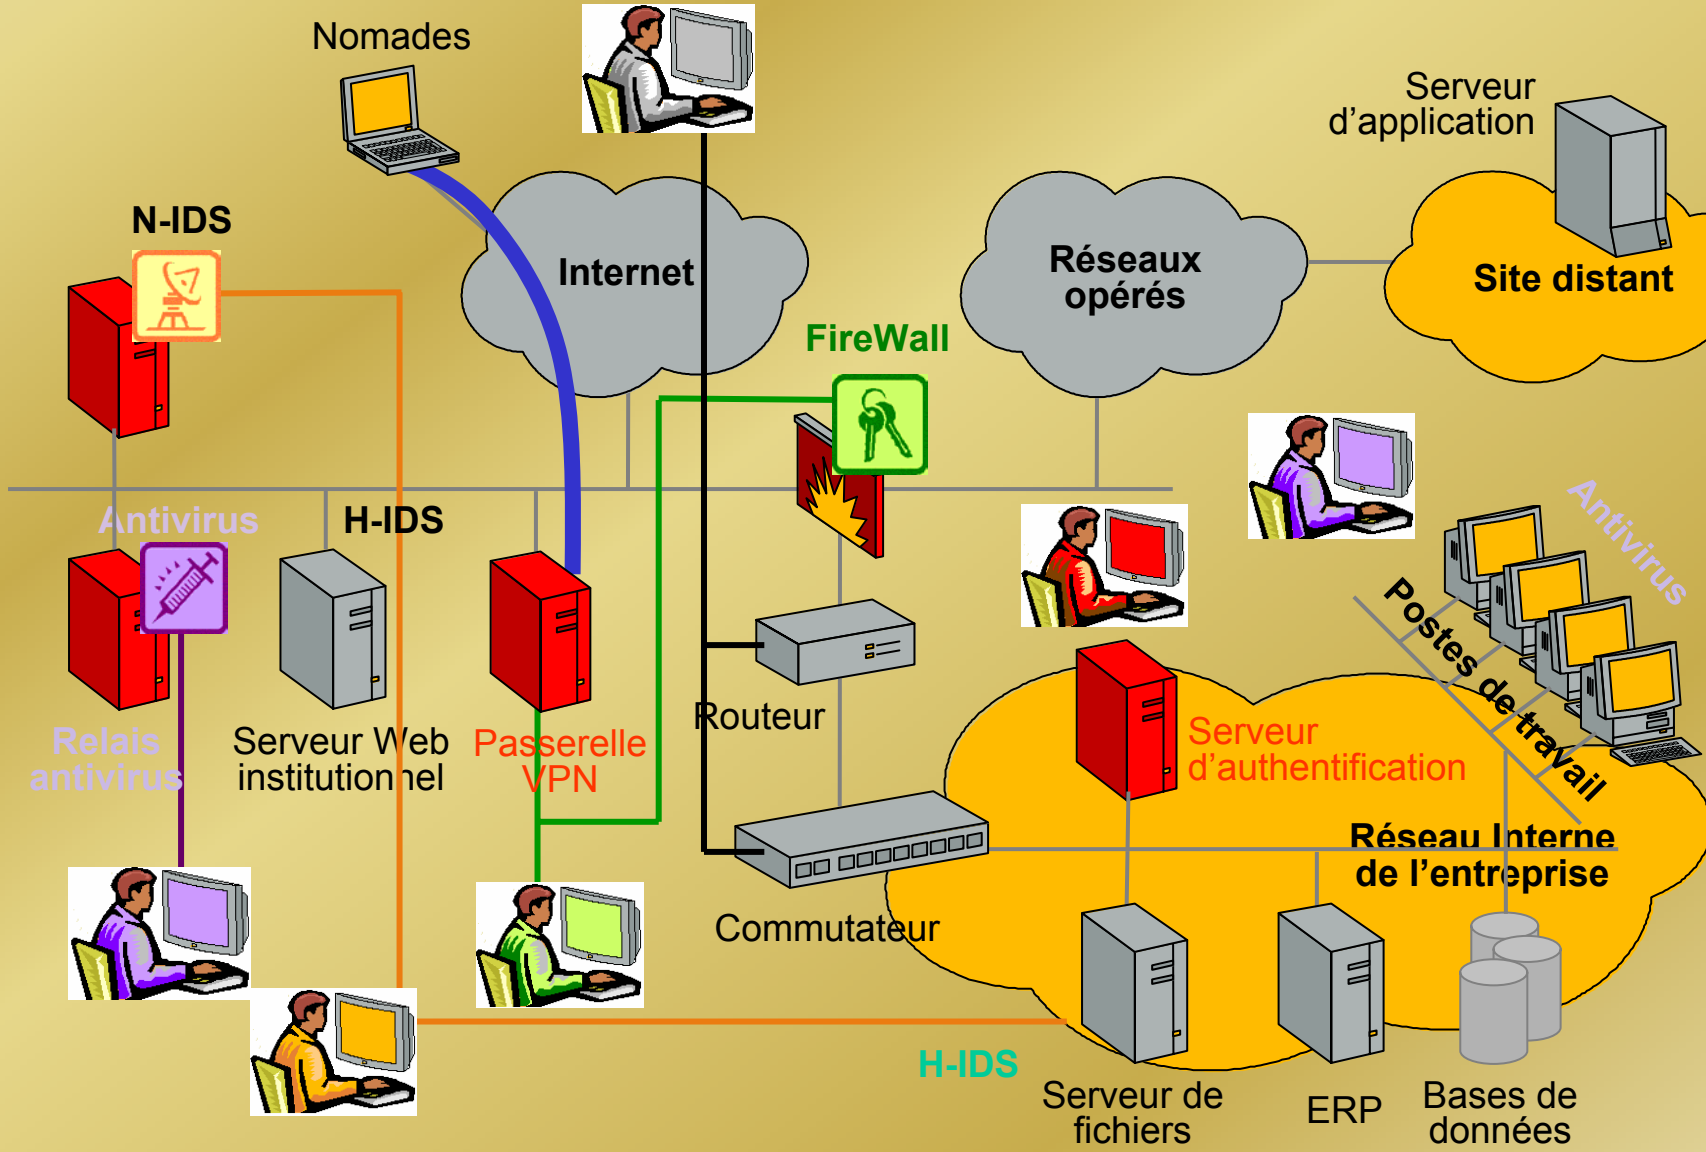 Nomades
Serveur
d'application
N-IDS
Internet
Réseaux
opérés
Site distant
FireWall
Antivirus
H-IDS
Antivirus
Postes de travail
Relais
antivirus
Serveur Web
institutionnel
Passerelle
VPN
Routeur
Serveur
d'authentification
Réseau Interne
de l'entreprise
Commutateur
H-IDS
Serveur de
fichiers
ERP
Bases de
données